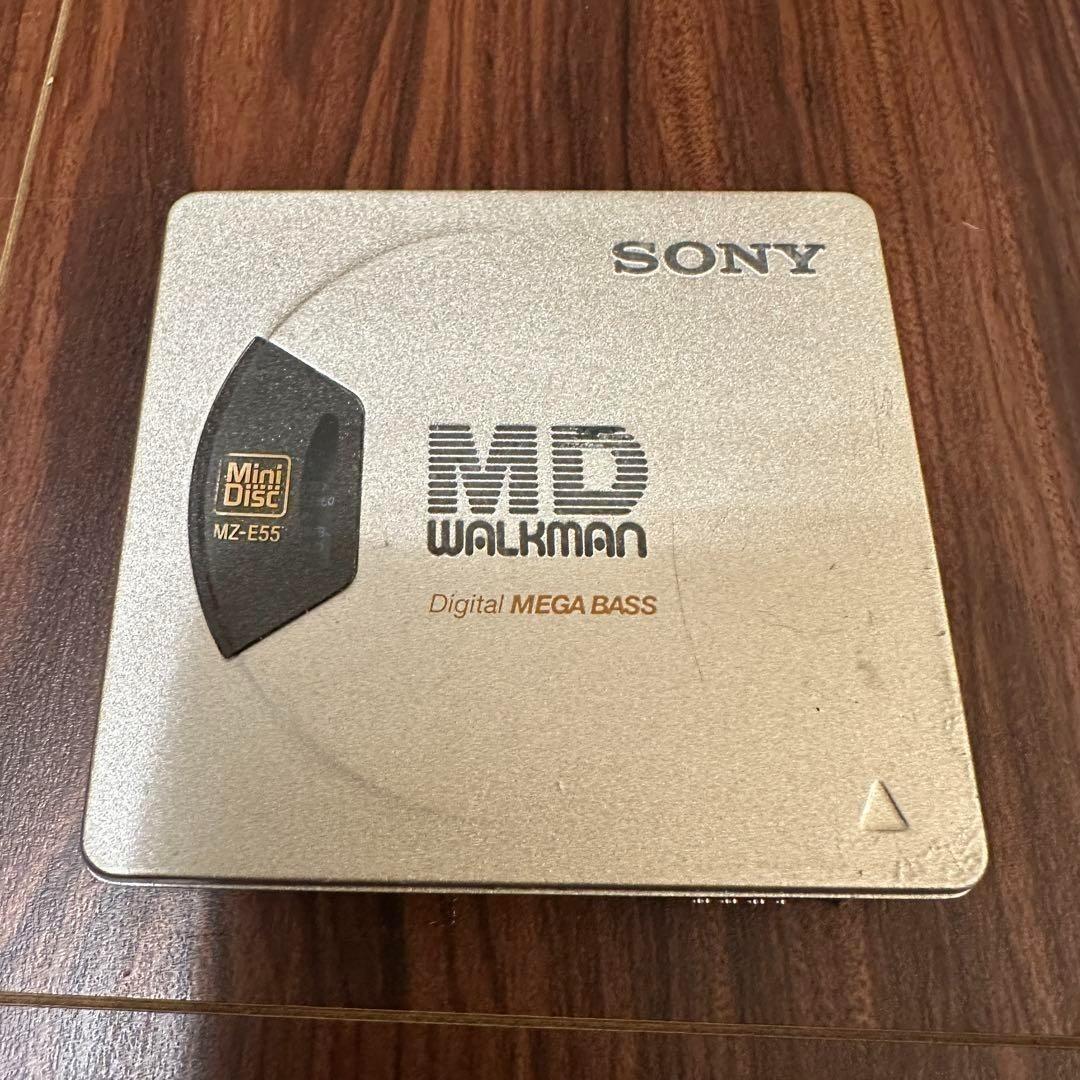 SONY
Mini
Disc
MZ-E55
MD
WALKMAN
Digital MEGA BASS